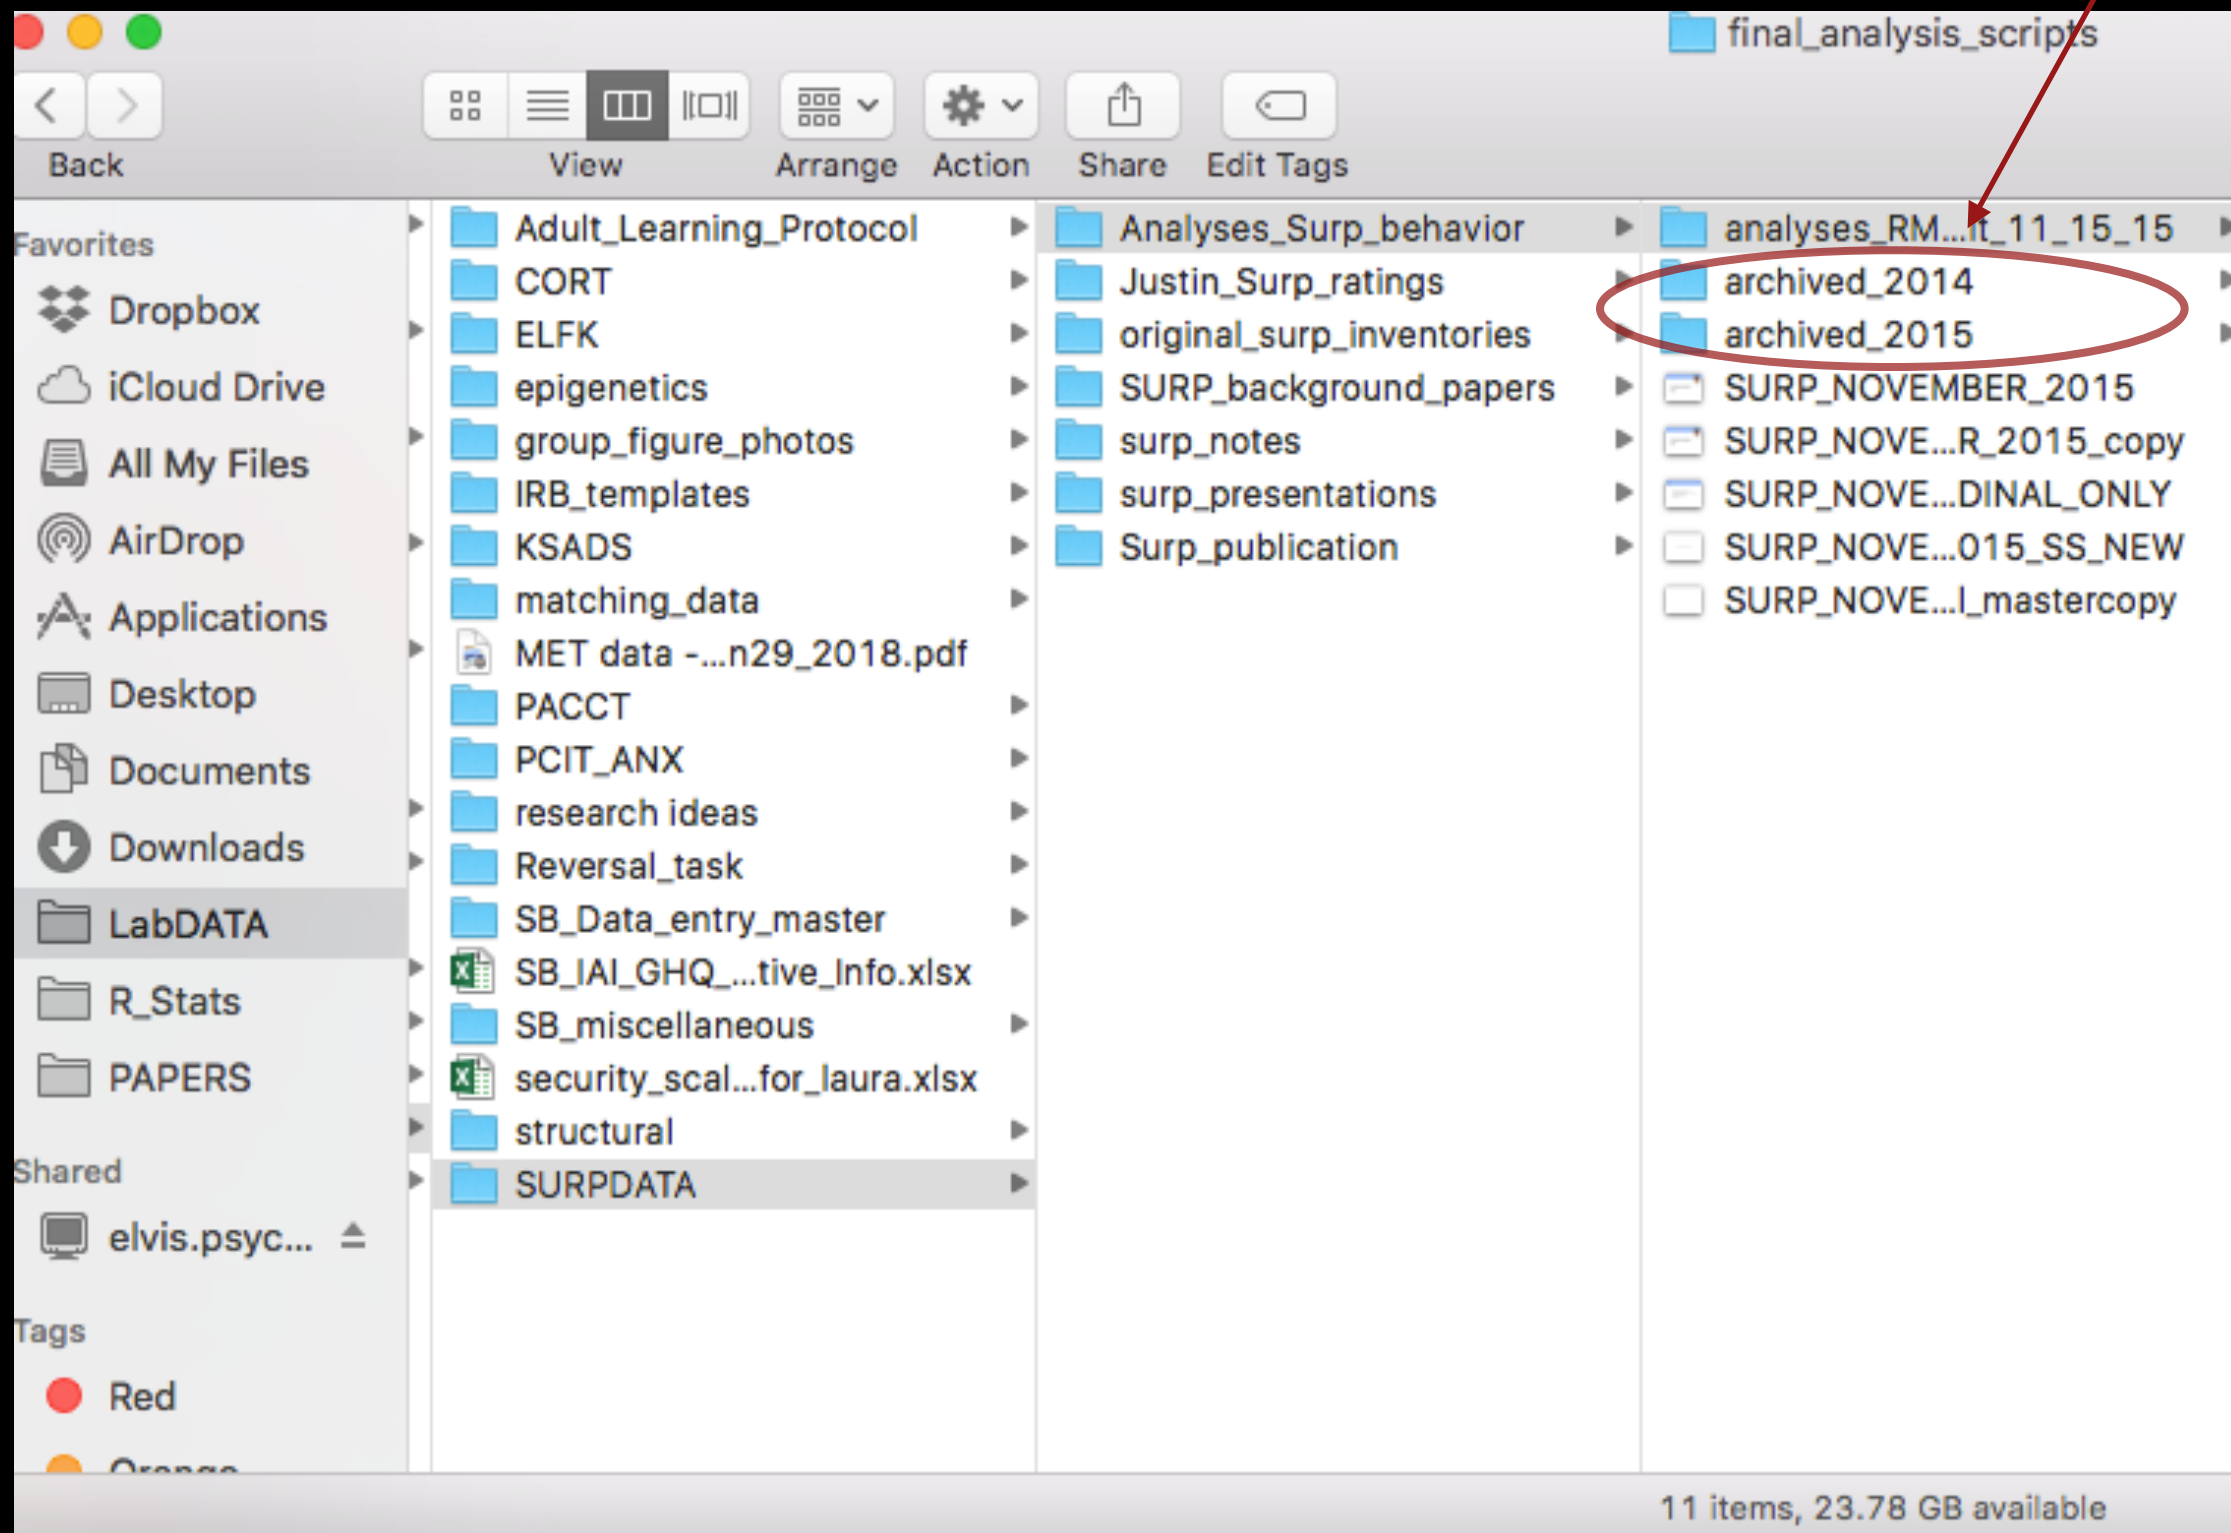 final_analysis_scripts
Back
View
Arrange
Action
Share
Edit Tags
Favorites
Dropbox
iCloud Drive
All My Files
AirDrop
Applications
Desktop
Documents
Downloads
LabDATA
R_Stats
PAPERS
Shared
elvis.psyc...
Tags
Red
Orange
Adult_Learning_Protocol
CORT
ELFK
epigenetics
group_figure_photos
IRB_templates
KSADS
matching_data
MET data -...n29_2018.pdf
PACCT
PCIT_ANX
research ideas
Reversal_task
SB_Data_entry_master
SB_IAI_GHQ_...tive_Info.xlsx
SB_miscellaneous
security_scal...for_laura.xlsx
structural
SURPDATA
Analyses_Surp_behavior
Justin_Surp_ratings
original_surp_inventories
SURP_background_papers
surp_notes
surp_presentations
Surp_publication
analyses_RM...it_11_15_15
archived_2014
archived_2015
SURP_NOVEMBER_2015
SURP_NOVE...R_2015_copy
SURP_NOVE...DINAL_ONLY
SURP_NOVE...015_SS_NEW
SURP_NOVE...l_mastercopy
11 items, 23.78 GB available